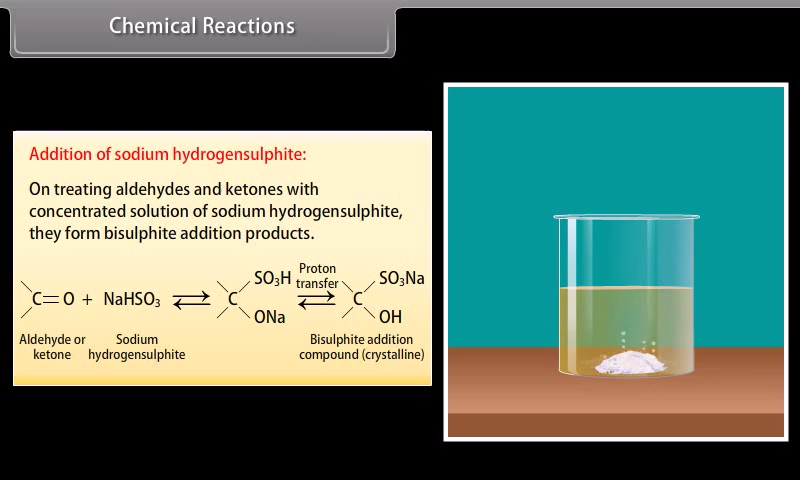 Chemical Reactions
Addition of sodium hydrogensulphite:
On treating aldehydes and ketones with
concentrated solution of sodium hydrogensulphite,
they form bisulphite addition products.
C=O + NaHSO₃ ⇌ C SO₃H ONa ⇌ Proton transfer C SO₃Na OH
Aldehyde or ketone
Sodium hydrogensulphite
Bisulphite addition compound (crystalline)